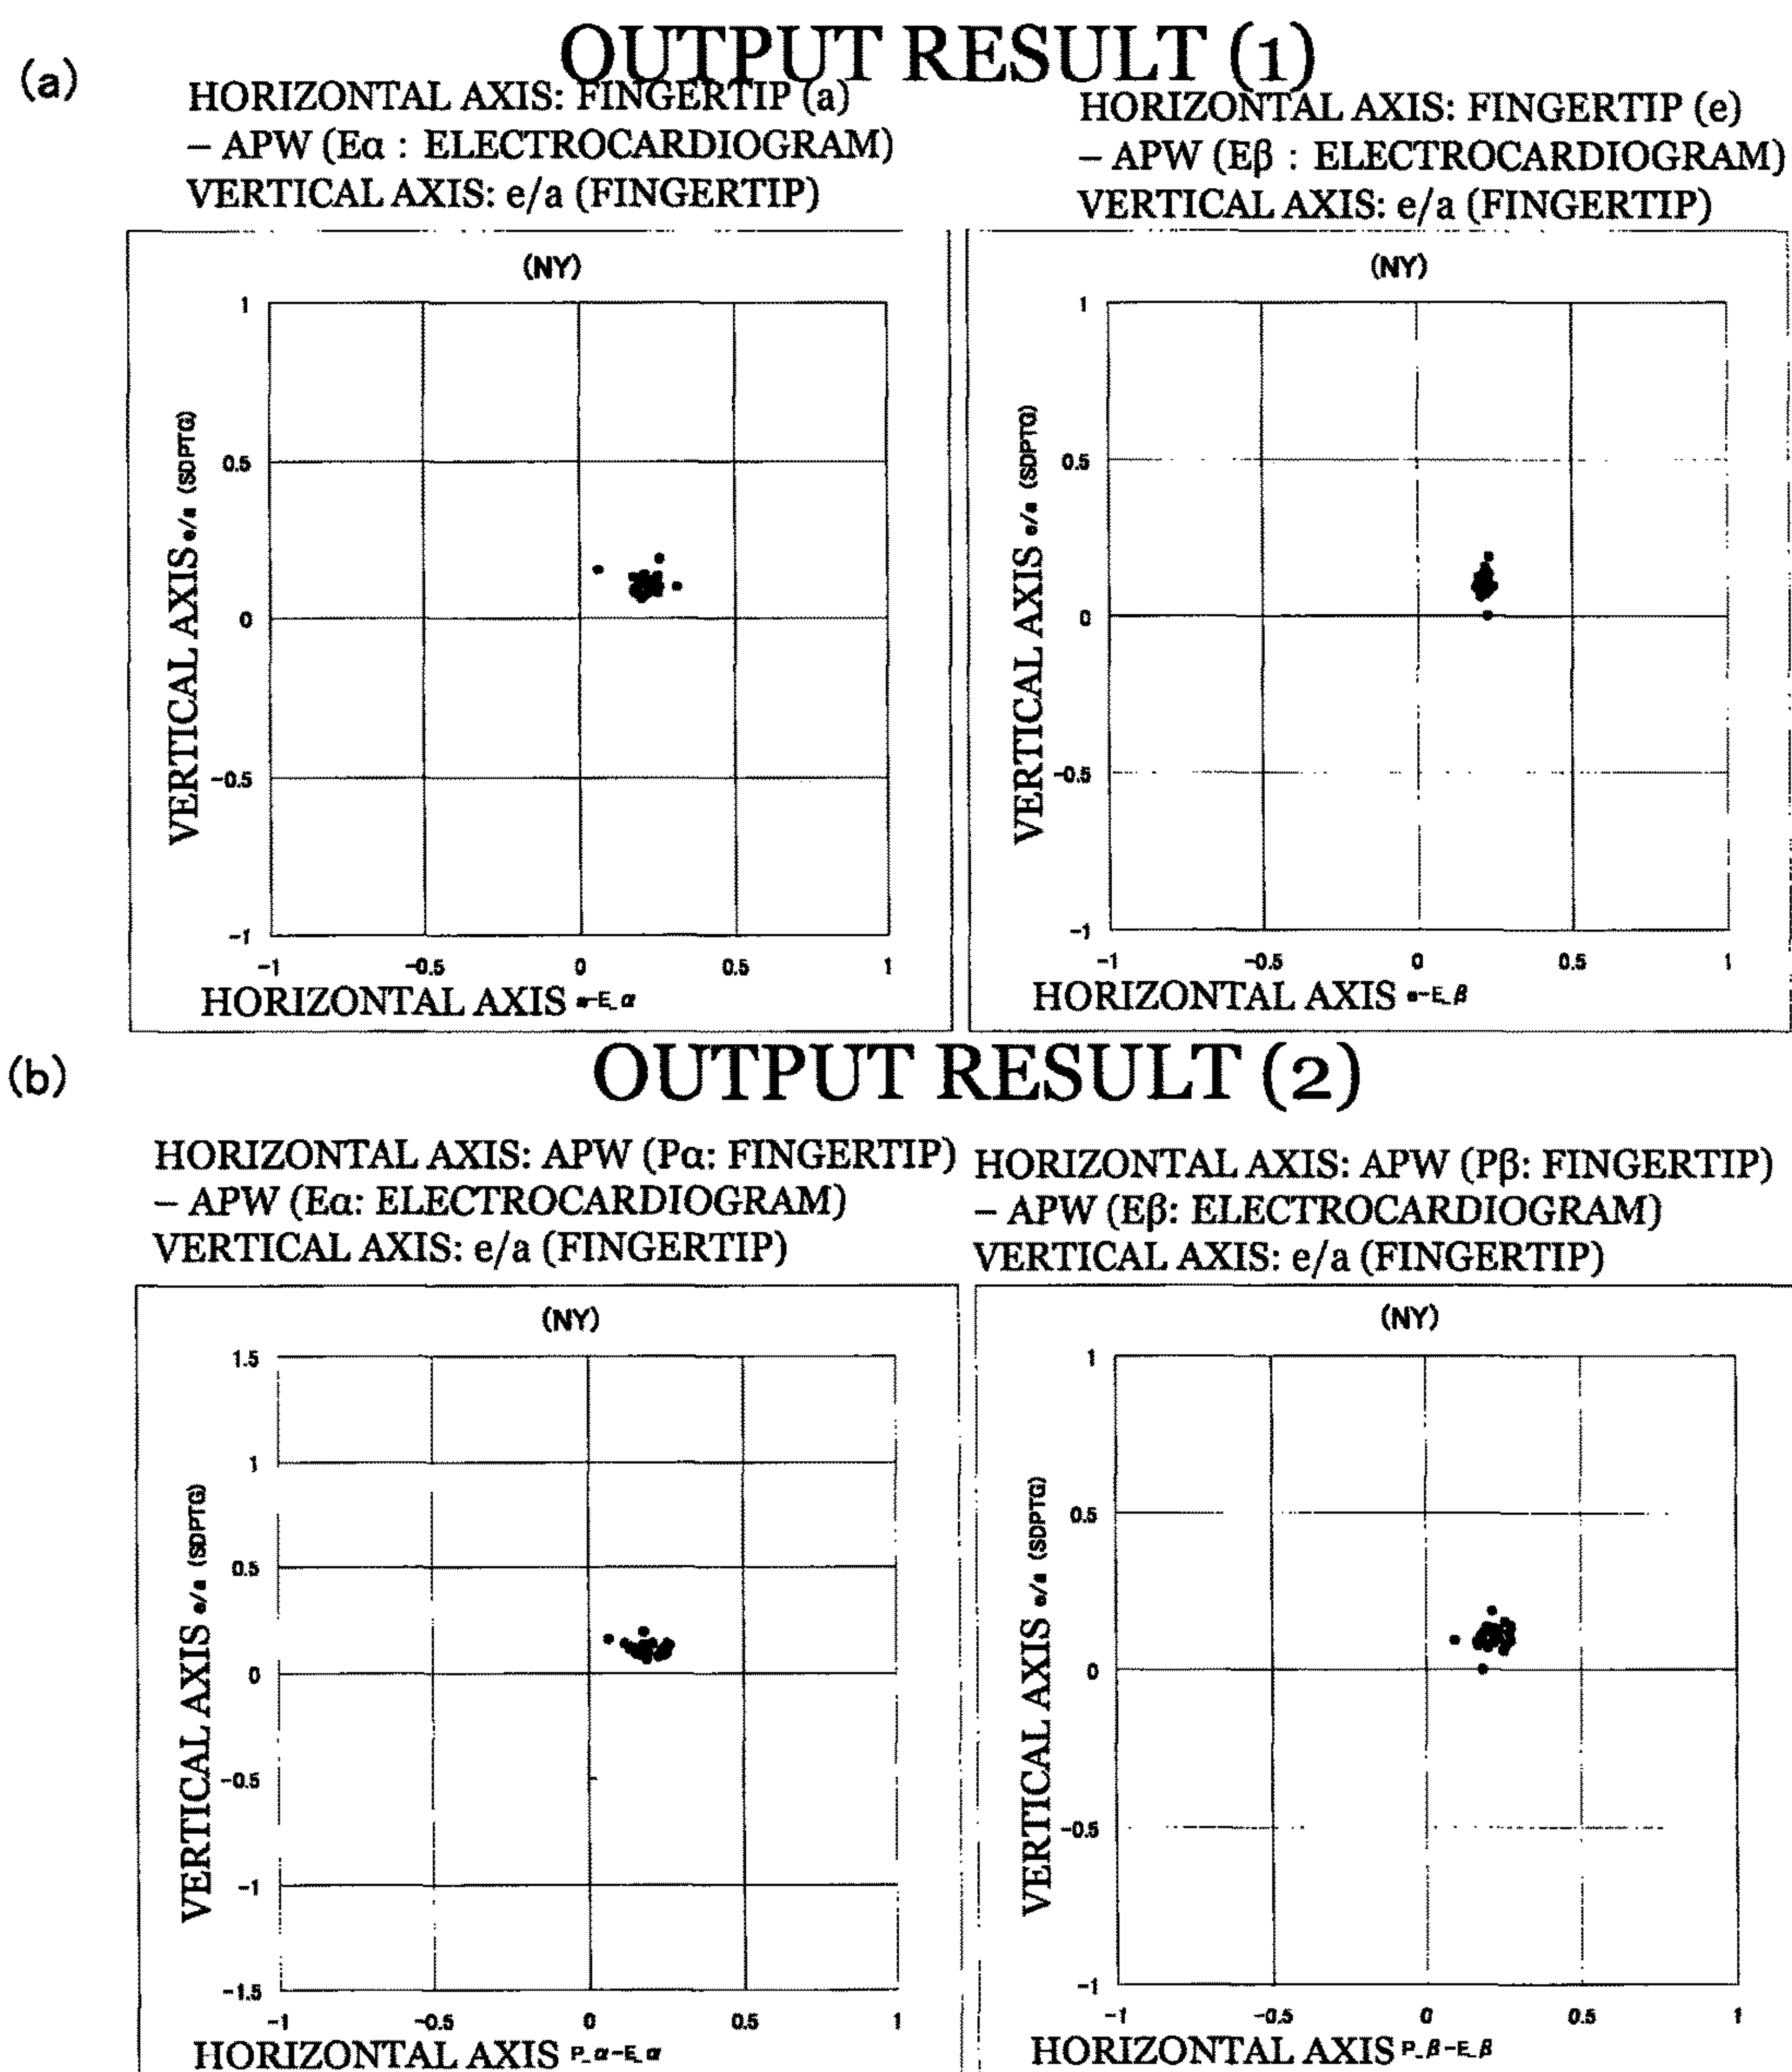 OUTPUT RESULT (1)
(a)
HORIZONTAL AXIS: FINGERTIP (a)
– APW (Eα : ELECTROCARDIOGRAM)
VERTICAL AXIS: e/a (FINGERTIP)
HORIZONTAL AXIS: FINGERTIP (e)
– APW (Eβ : ELECTROCARDIOGRAM)
VERTICAL AXIS: e/a (FINGERTIP)
(NY)
1
0.5
0
-0.5
-1
-1 -0.5 0 0.5 1
VERTICAL AXIS e/a (SDPTG)
HORIZONTAL AXIS a-E_α
(NY)
1
0.5
0
-0.5
-1
-1 -0.5 0 0.5 1
VERTICAL AXIS e/a (SDPTG)
HORIZONTAL AXIS e-E_β
(b)
OUTPUT RESULT (2)
HORIZONTAL AXIS: APW (Pα: FINGERTIP)
– APW (Eα: ELECTROCARDIOGRAM)
VERTICAL AXIS: e/a (FINGERTIP)
HORIZONTAL AXIS: APW (Pβ: FINGERTIP)
– APW (Eβ: ELECTROCARDIOGRAM)
VERTICAL AXIS: e/a (FINGERTIP)
(NY)
1.5
1
0.5
0
-0.5
-1
-1.5
-1 -0.5 0 0.5 1
VERTICAL AXIS e/a (SDPTG)
HORIZONTAL AXIS P_α-E_α
(NY)
1
0.5
0
-0.5
-1
-1 -0.5 0 0.5 1
VERTICAL AXIS e/a (SDPTG)
HORIZONTAL AXIS P_β-E_β